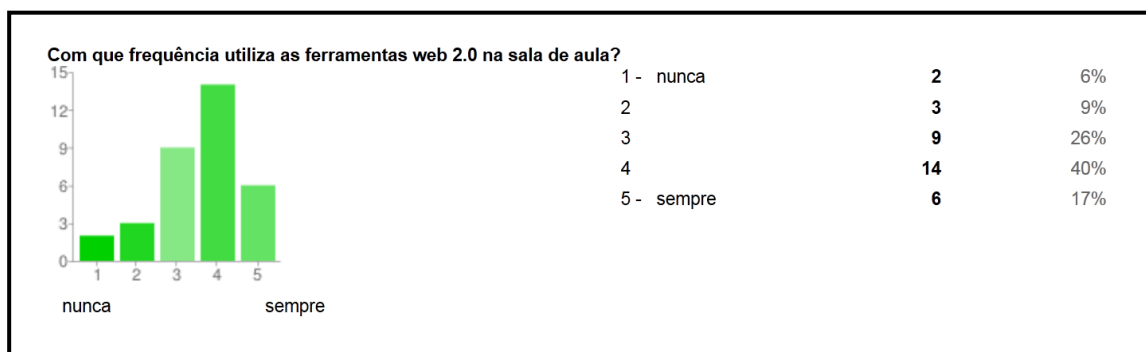 Com que frequência utiliza as ferramentas web 2.0 na sala de aula?
15
12
9
6
3
0
1 2 3 4 5
nunca sempre
1 - nunca 2 6%
2 3 9%
3 9 26%
4 14 40%
5 - sempre 6 17%